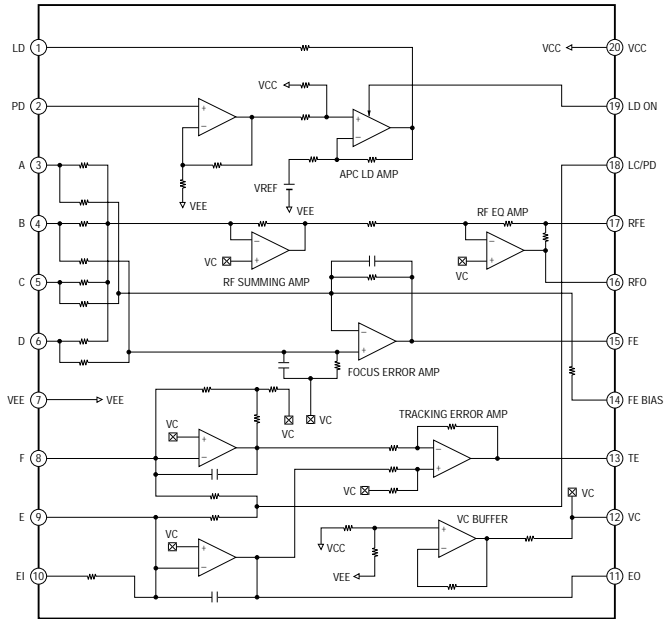 LD 1
20 VCC
VCC
VCC
PD 2
19 LD ON
A 3
18 LC/PD
APC LD AMP
VREF
VEE
VEE
RF EQ AMP
B 4
17 RFE
VC
VC
RF SUMMING AMP
C 5
16 RFO
D 6
15 FE
FOCUS ERROR AMP
VEE 7
VEE
14 FE BIAS
VC
VC
VC
TRACKING ERROR AMP
F 8
13 TE
VC
VC
E 9
12 VC
VC BUFFER
VC
VCC
VEE
EI 10
11 EO